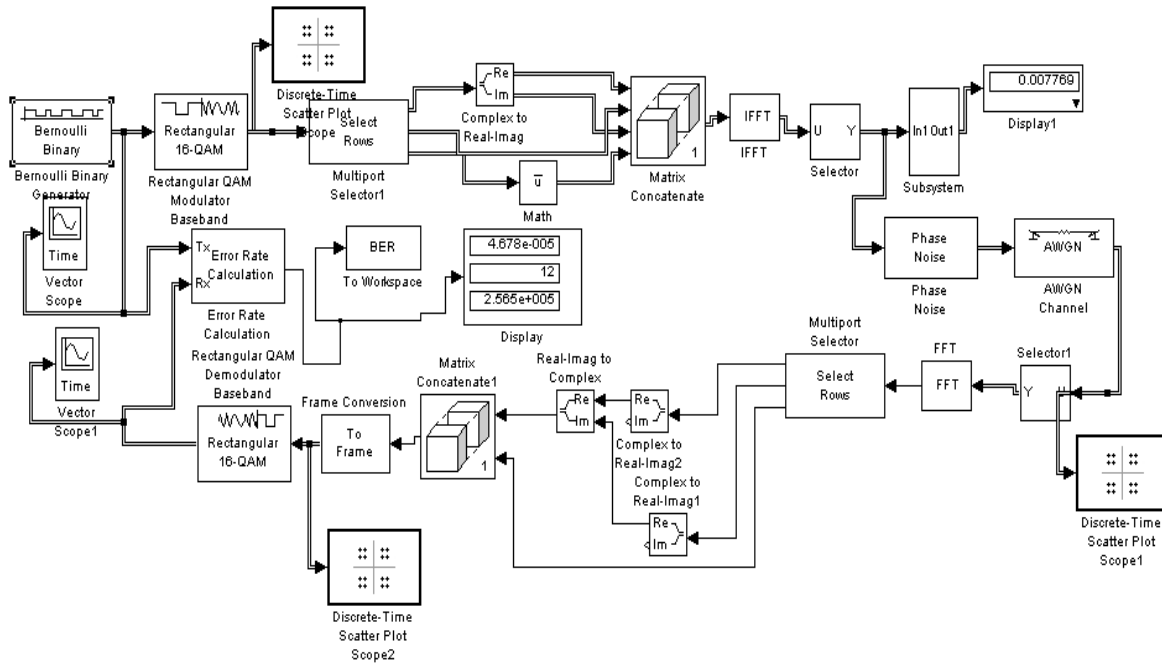 Bernoulli
Binary
Bernoulli Binary
Generator
Rectangular
16-QAM
Rectangular QAM
Modulator
Baseband
Discrete-Time
Scatter Plot
Scope
Select
Rows
Multiport
Selector1
Re
Im
Complex to
Real-Imag
u
Math
1
Matrix
Concatenate
IFFT
IFFT
U Y
Selector
In1 Out1
Subsystem
0.007769
Display1
Time
Vector
Scope
Tx
Rx
Error Rate
Calculation
Error Rate
Calculation
BER
To Workspace
4.678e-005
12
2.565e+005
Display
Phase
Noise
Phase
Noise
AWGN
AWGN
Channel
Time
Vector
Scope1
Rectangular QAM
Demodulator
Baseband
Rectangular
16-QAM
Frame Conversion
To
Frame
Matrix
Concatenate1
1
Real-Imag to
Complex
Re
Im
Re
Im
Complex to
Real-Imag2
Complex to
Real-Imag1
Re
Im
Multiport
Selector
Select
Rows
FFT
FFT
Selector1
Y U
Discrete-Time
Scatter Plot
Scope1
Discrete-Time
Scatter Plot
Scope2